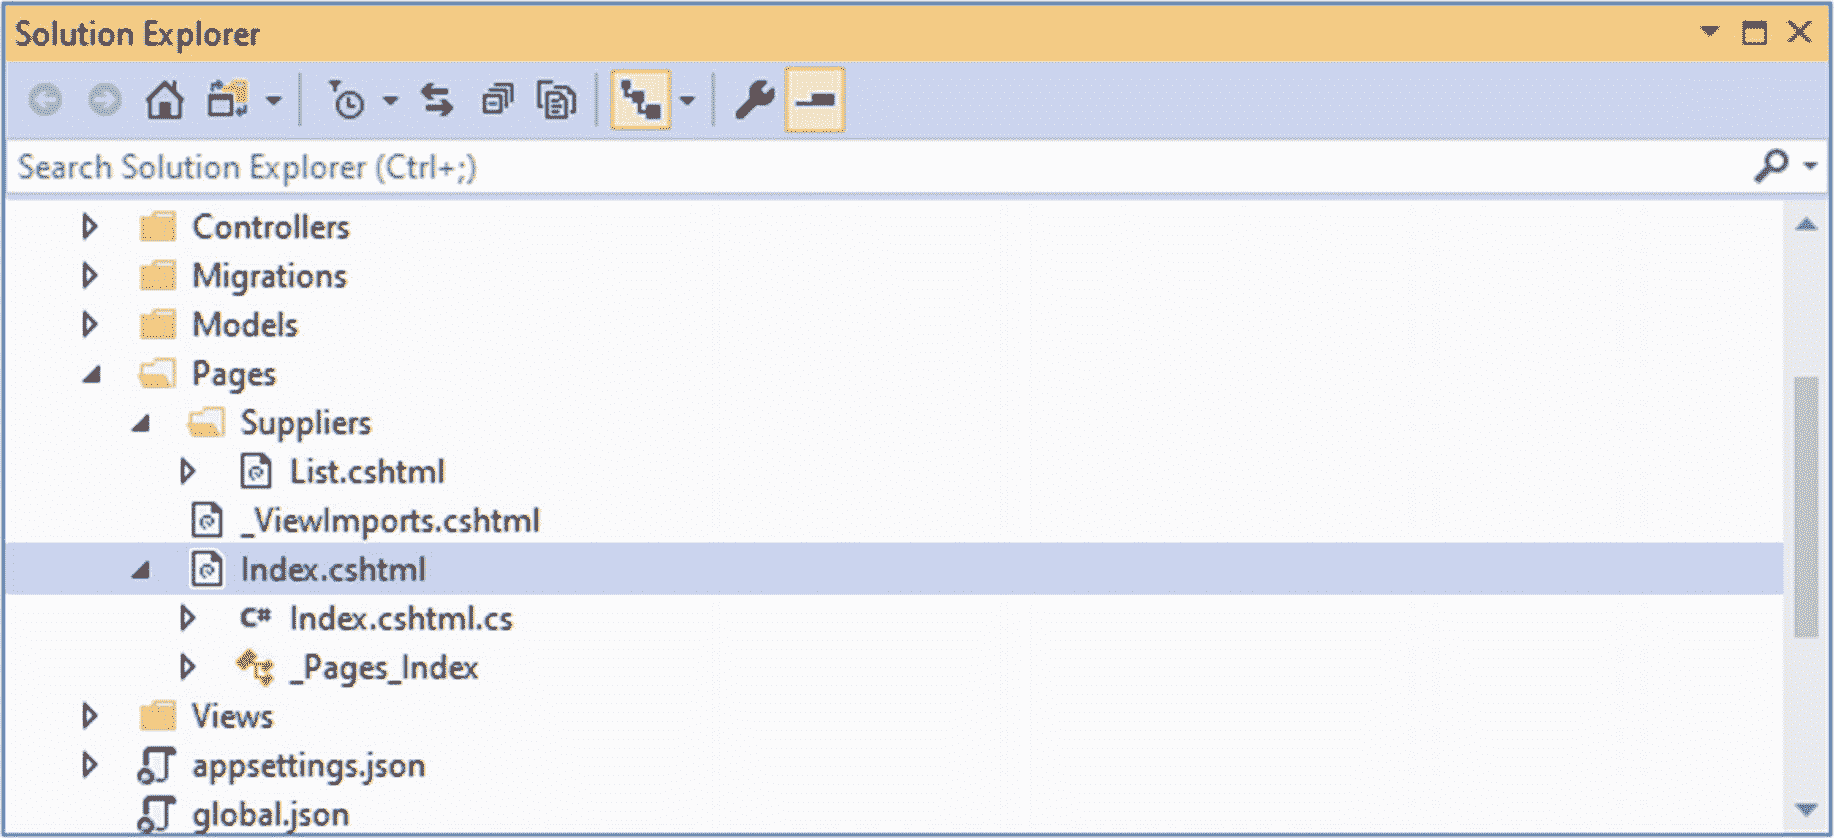 Solution Explorer
Search Solution Explorer (Ctrl+;)
Controllers
Migrations
Models
Pages
Suppliers
List.cshtml
_ViewImports.cshtml
Index.cshtml
C# Index.cshtml.cs
_Pages_Index
Views
appsettings.json
global.json